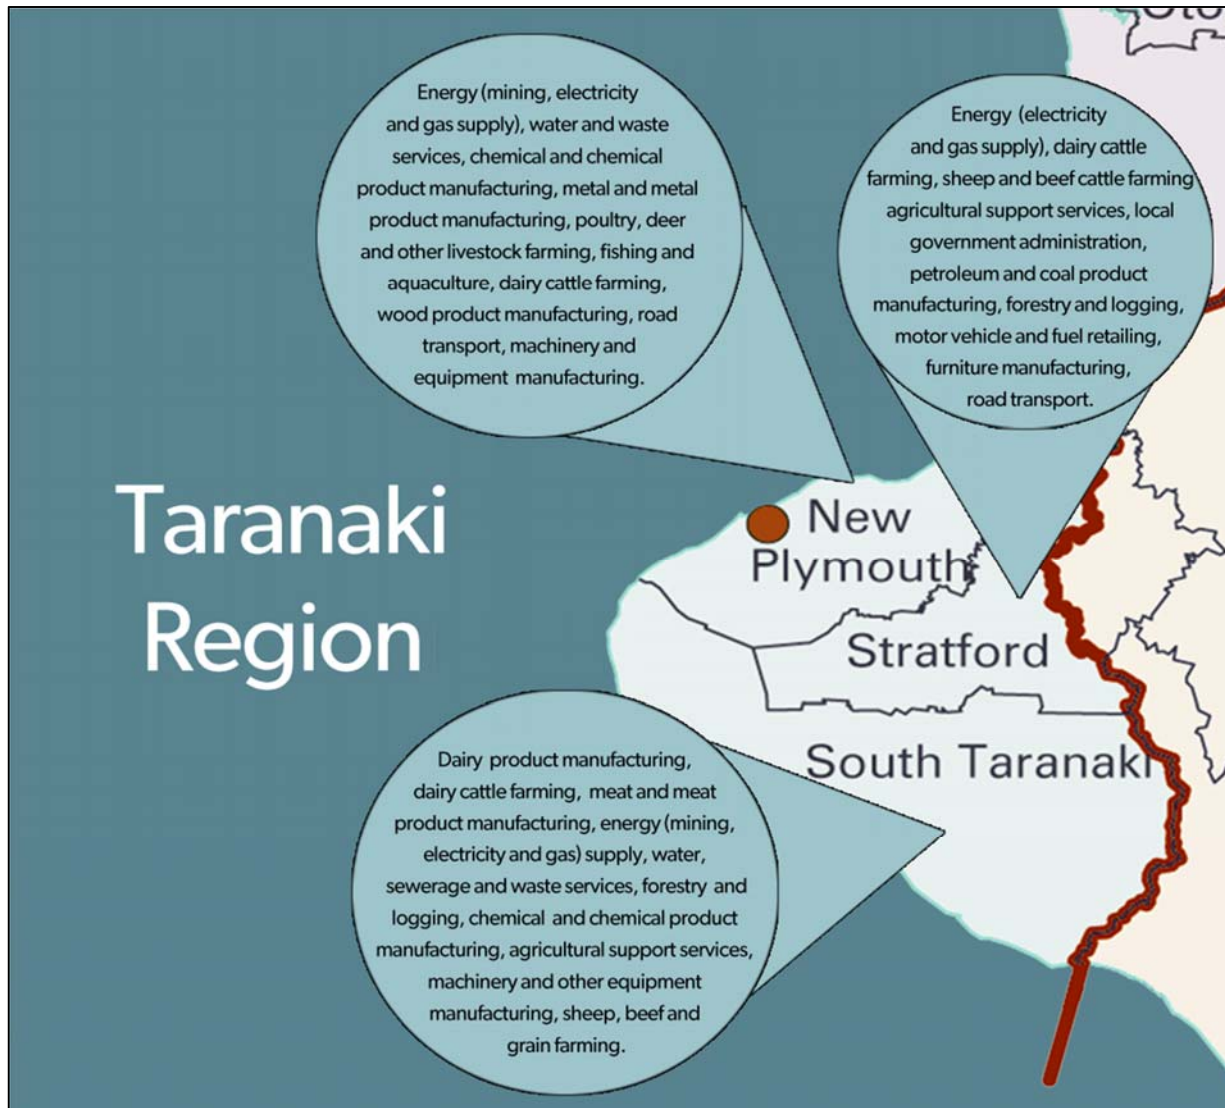 Energy (mining, electricity
and gas supply), water and waste
services, chemical and chemical
product manufacturing, metal and metal
product manufacturing, poultry, deer
and other livestock farming, fishing and
aquaculture, dairy cattle farming,
wood product manufacturing, road
transport, machinery and
equipment manufacturing.
Energy (electricity
and gas supply), dairy cattle
farming, sheep and beef cattle farming
agricultural support services, local
government administration,
petroleum and coal product
manufacturing, forestry and logging,
motor vehicle and fuel retailing,
furniture manufacturing,
road transport.
Taranaki
Region
New
Plymouth
Stratford
South Taranaki
Dairy product manufacturing,
dairy cattle farming, meat and meat
product manufacturing, energy (mining,
electricity and gas) supply, water,
sewerage and waste services, forestry and
logging, chemical and chemical product
manufacturing, agricultural support services,
machinery and other equipment
manufacturing, sheep, beef and
grain farming.